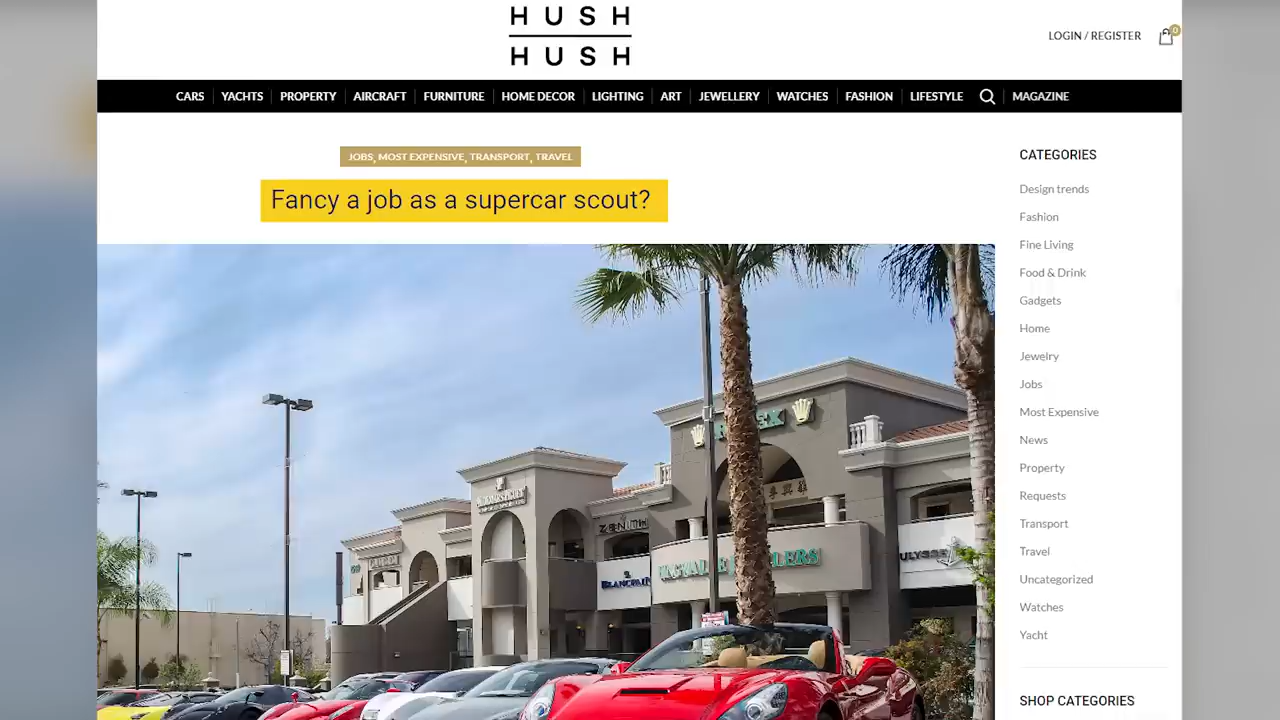 HUSH
HUSH
LOGIN / REGISTER
0
CARS
YACHTS
PROPERTY
AIRCRAFT
FURNITURE
HOME DECOR
LIGHTING
ART
JEWELLERY
WATCHES
FASHION
LIFESTYLE
MAGAZINE
JOBS, MOST EXPENSIVE, TRANSPORT, TRAVEL
Fancy a job as a supercar scout?
CATEGORIES
Design trends
Fashion
Fine Living
Food & Drink
Gadgets
Home
Jewelry
Jobs
Most Expensive
News
Property
Requests
Transport
Travel
Uncategorized
Watches
Yacht
SHOP CATEGORIES
ZENITH
BLANCPAIN